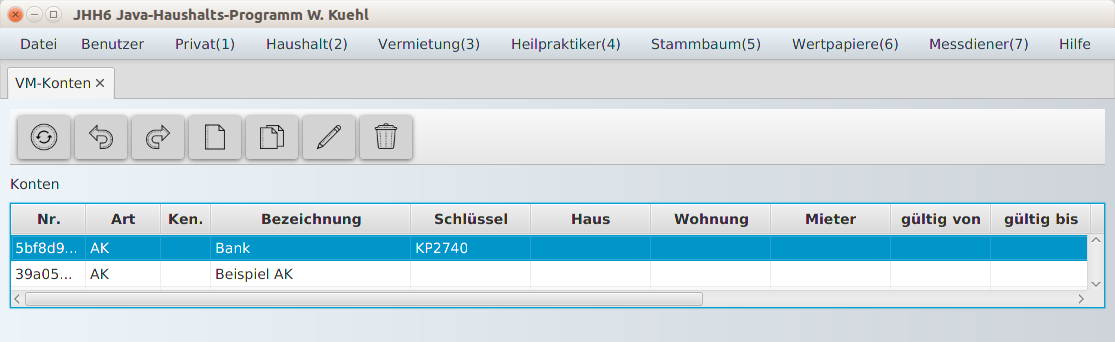 JHH6 Java-Haushalts-Programm W. Kuehl
Datei Benutzer Privat(1) Haushalt(2) Vermietung(3) Heilpraktiker(4) Stammbaum(5) Wertpapiere(6) Messdiener(7) Hilfe
VM-Konten
Konten
Nr. Art Ken. Bezeichnung Schlüssel Haus Wohnung Mieter gültig von gültig bis
5bf8d9... AK Bank KP2740
39a05... AK Beispiel AK